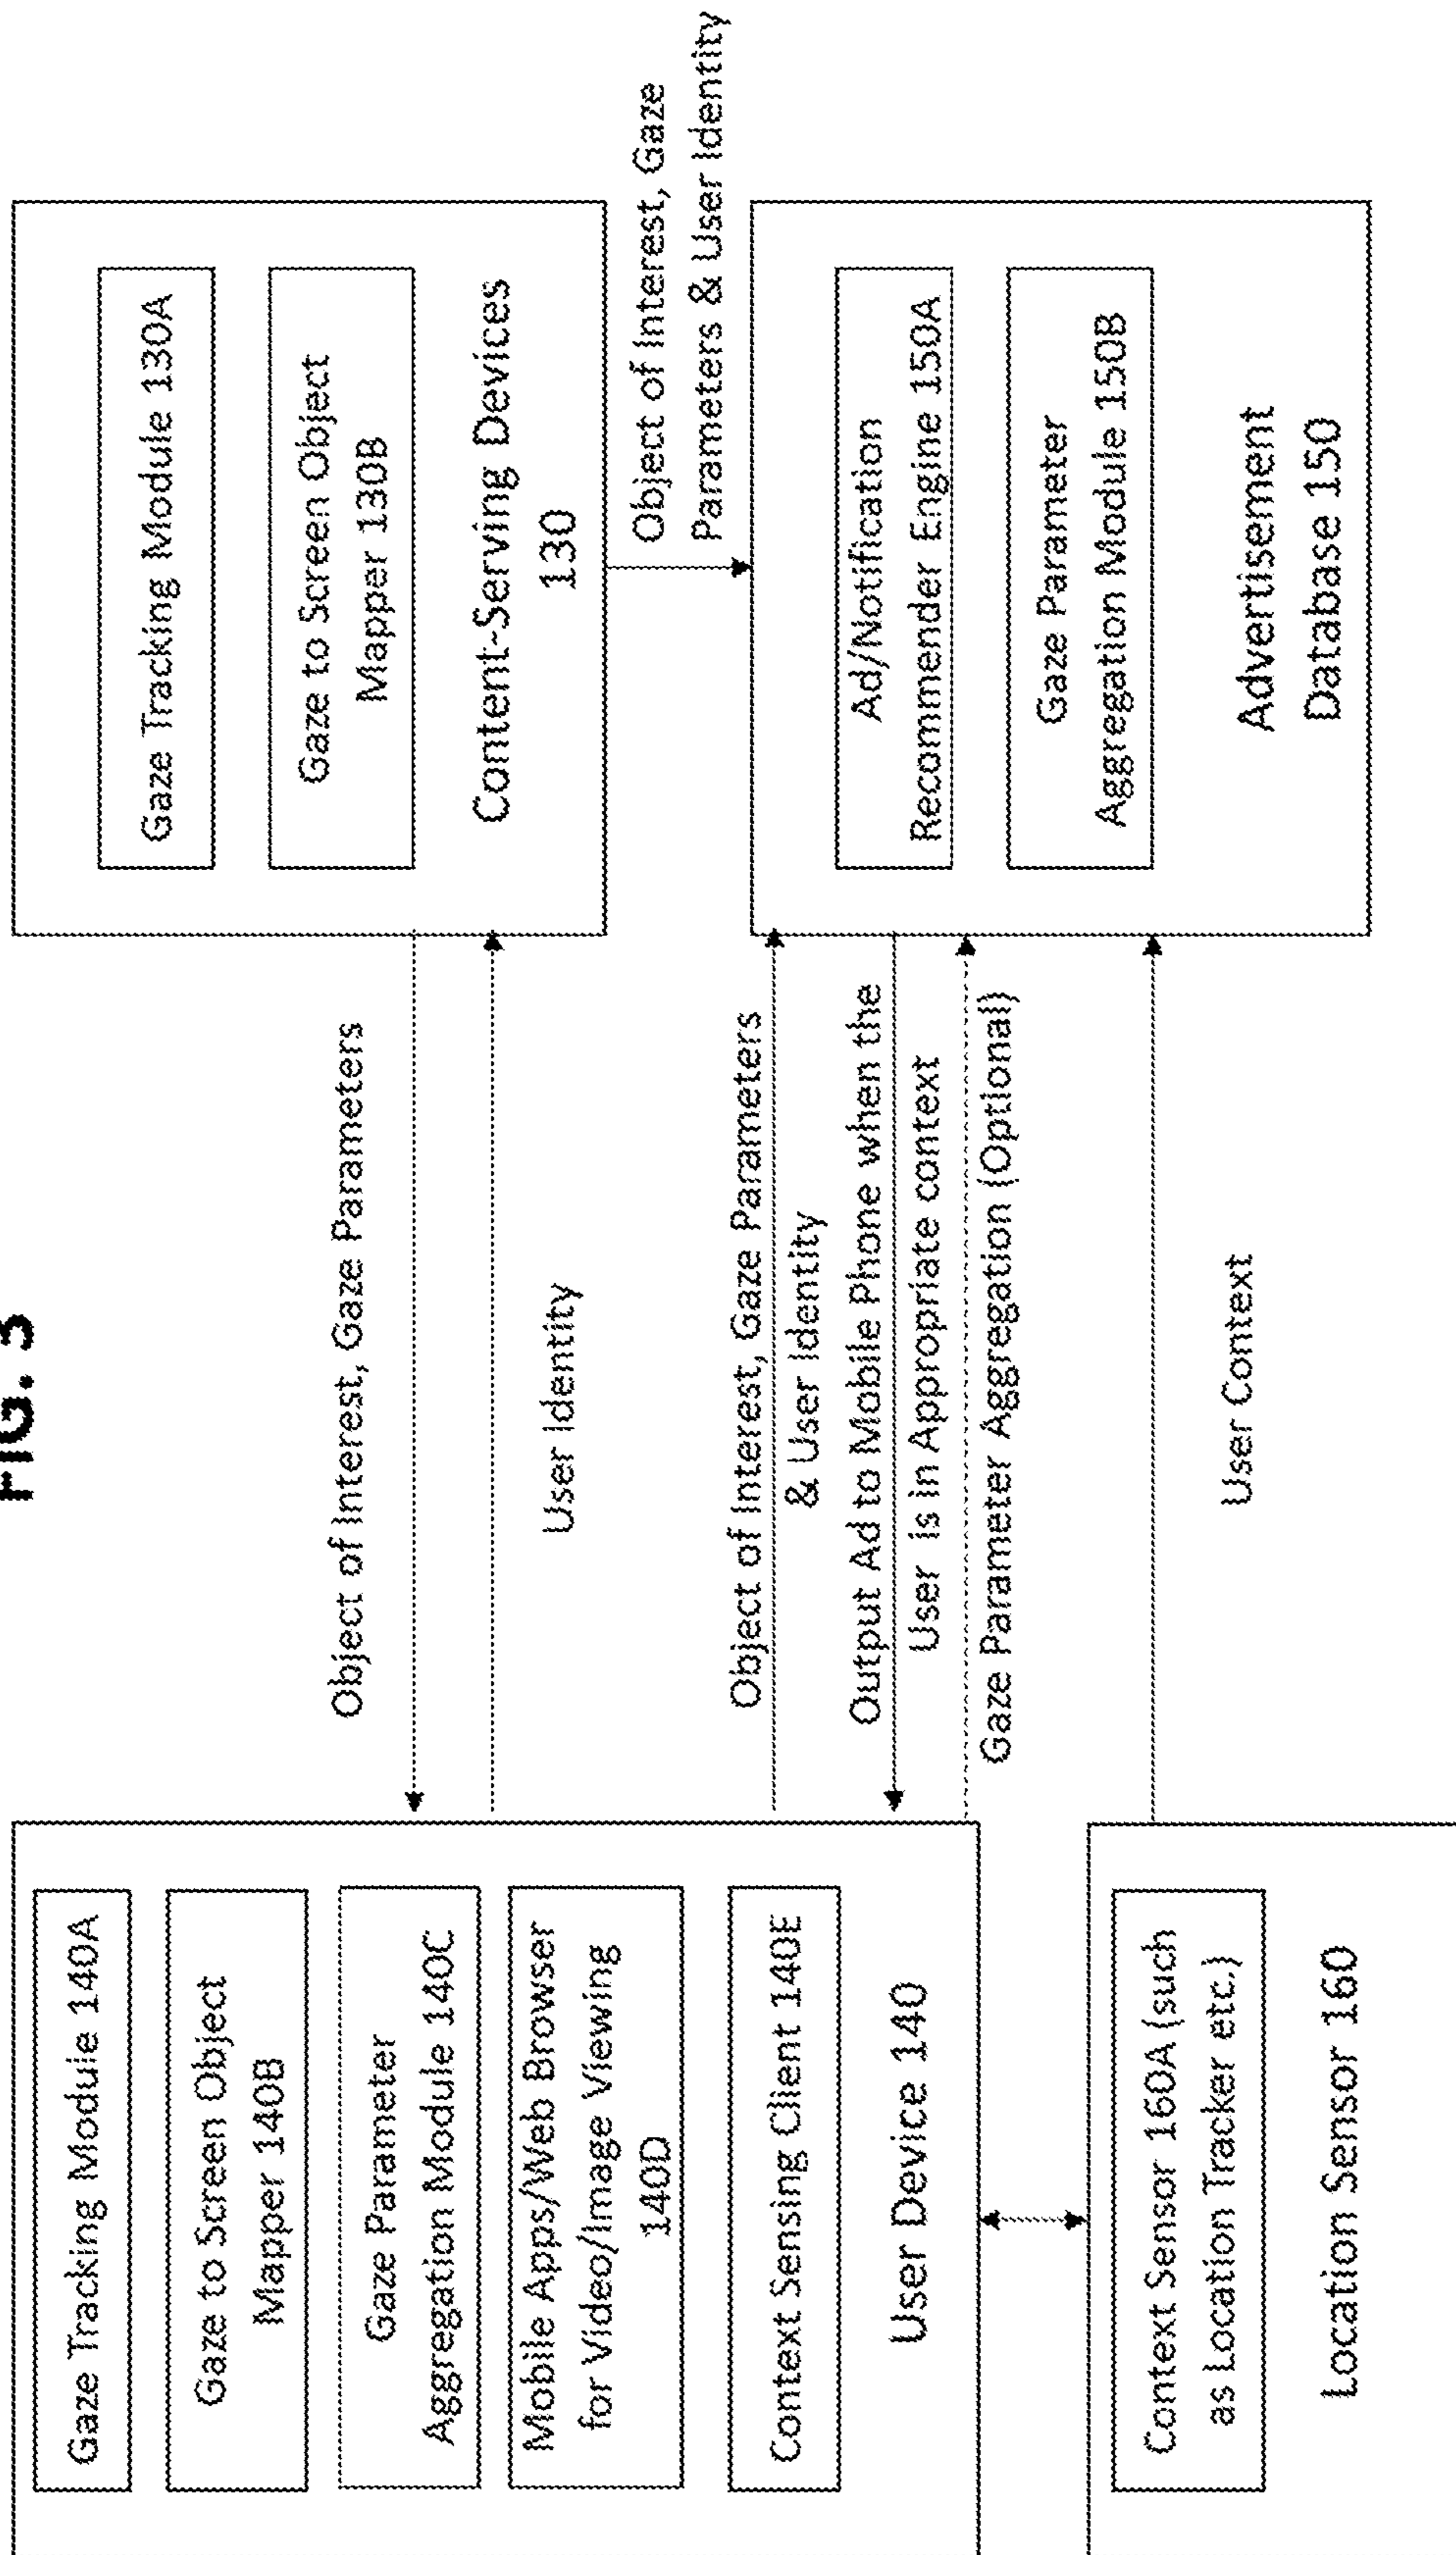 FIG. 3
Gaze Tracking Module 140A
Gaze to Screen Object
Mapper 140B
Gaze Parameter
Aggregation Module 140C
Mobile Apps/Web Browser
for Video/Image Viewing
140D
Context Sensing Client 140E
User Device 140
Context Sensor 160A (such
as Location Tracker etc.)
Location Sensor 160
Object of Interest, Gaze Parameters
User Identity
Object of Interest, Gaze Parameters
& User Identity
Output Ad to Mobile Phone when the
User is in Appropriate context
Gaze Parameter Aggregation (Optional)
User Context
Gaze Tracking Module 130A
Gaze to Screen Object
Mapper 130B
Content-Serving Devices
130
Object of Interest, Gaze
Parameters & User Identity
Ad/Notification
Recommender Engine 150A
Gaze Parameter
Aggregation Module 150B
Advertisement
Database 150